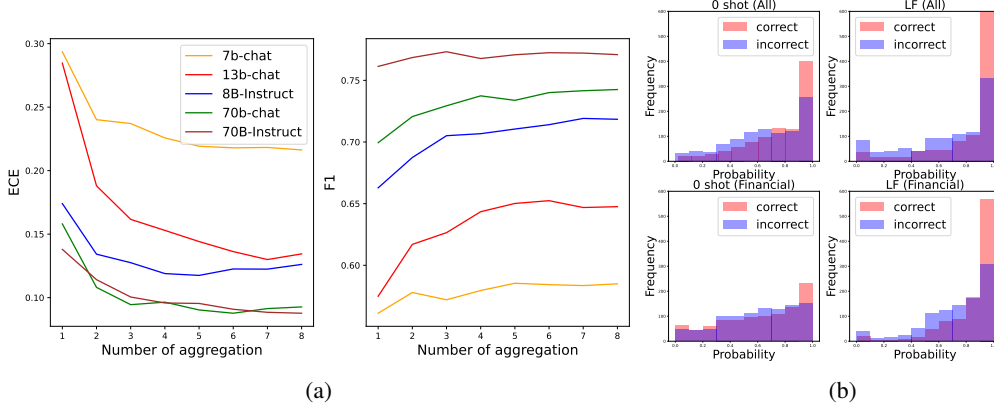 0.30
0.25
0.20
0.15
0.10
ECE
7b-chat
13b-chat
8B-Instruct
70b-chat
70B-Instruct
1 2 3 4 5 6 7 8
Number of aggregation
0.75
0.70
0.65
0.60
F1
1 2 3 4 5 6 7 8
Number of aggregation
(a)
0 shot (All)
correct
incorrect
Frequency
Probability
LF (All)
correct
incorrect
Frequency
Probability
0 shot (Financial)
correct
incorrect
Frequency
Probability
LF (Financial)
correct
incorrect
Frequency
Probability
(b)